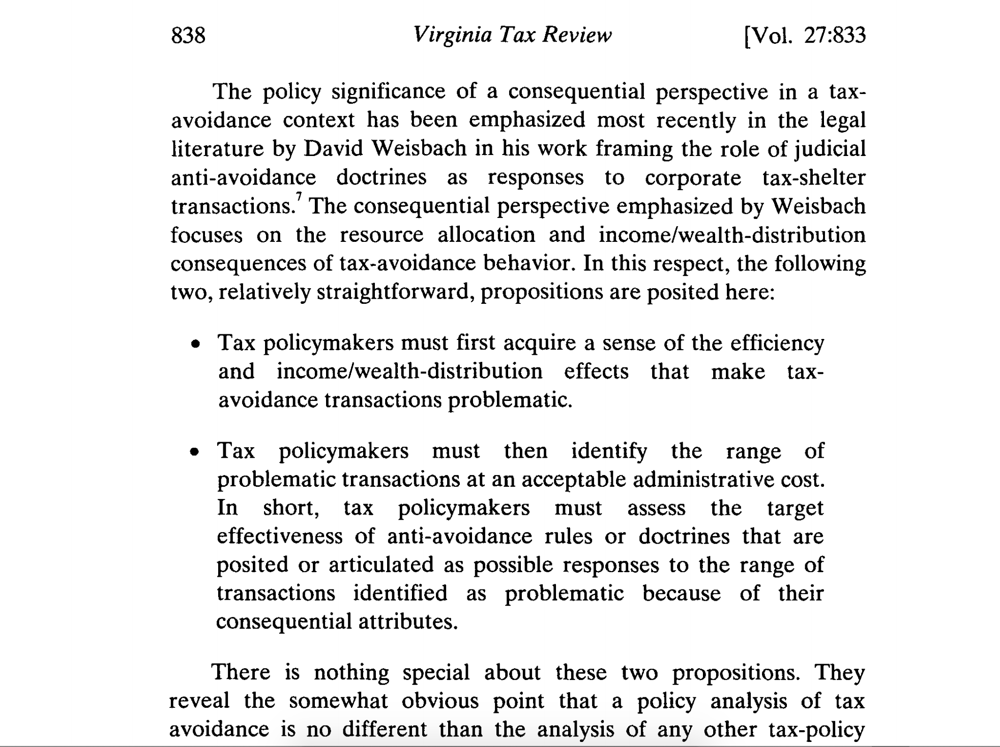 838 Virginia Tax Review [Vol. 27:833
The policy significance of a consequential perspective in a tax-
avoidance context has been emphasized most recently in the legal
literature by David Weisbach in his work framing the role of judicial
anti-avoidance doctrines as responses to corporate tax-shelter
transactions.7 The consequential perspective emphasized by Weisbach
focuses on the resource allocation and income/wealth-distribution
consequences of tax-avoidance behavior. In this respect, the following
two, relatively straightforward, propositions are posited here:
• Tax policymakers must first acquire a sense of the efficiency
and income/wealth-distribution effects that make tax-
avoidance transactions problematic.
• Tax policymakers must then identify the range of
problematic transactions at an acceptable administrative cost.
In short, tax policymakers must assess the target
effectiveness of anti-avoidance rules or doctrines that are
posited or articulated as possible responses to the range of
transactions identified as problematic because of their
consequential attributes.
There is nothing special about these two propositions. They
reveal the somewhat obvious point that a policy analysis of tax
avoidance is no different than the analysis of any other tax-policy